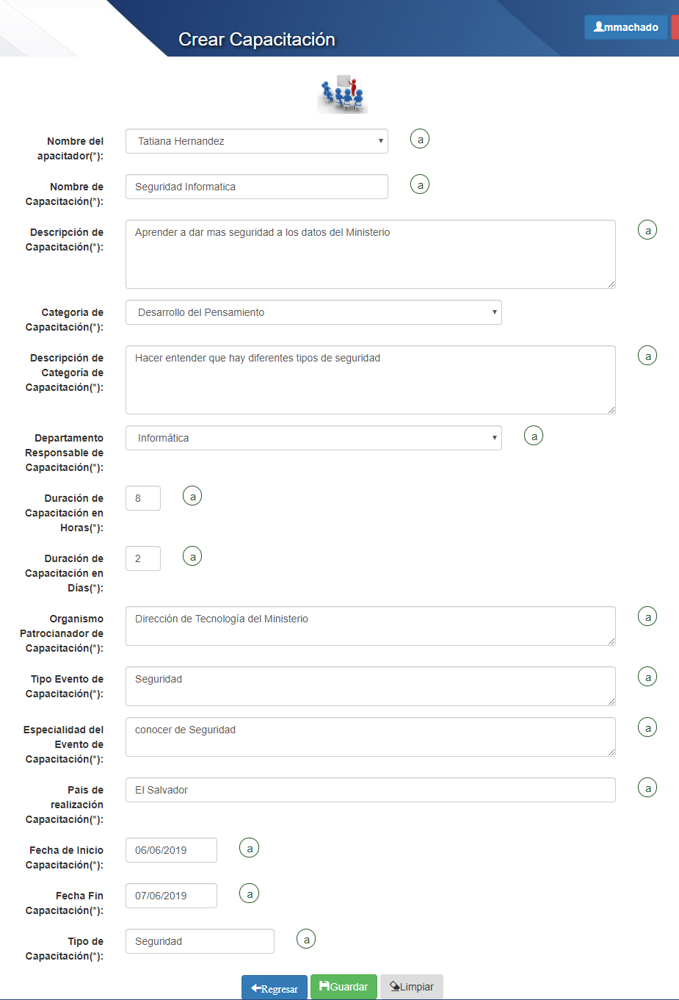 mmachado
Crear Capacitación
Nombre del
apacitador(*):
Tatiana Hernandez
a
Nombre de
Capacitación(*):
Seguridad Informatica
a
Descripción de
Capacitación(*):
Aprender a dar mas seguridad a los datos del Ministerio
a
Categoria de
Capacitación(*):
Desarrollo del Pensamiento
Descripción de
Categoría de
Capacitación(*):
Hacer entender que hay diferentes tipos de seguridad
a
Departamento
Responsable de
Capacitación(*):
Informática
a
Duración de
Capacitación en
Horas(*):
8
a
Duración de
Capacitación en
Días(*):
2
a
Organismo
Patrocianador de
Capacitación(*):
Dirección de Tecnología del Ministerio
a
Tipo Evento de
Capacitación(*):
Seguridad
a
Especialidad del
Evento de
Capacitación(*):
conocer de Seguridad
a
Pais de
realización
Capacitación(*):
El Salvador
a
Fecha de Inicio
Capacitación(*):
06/06/2019
a
Fecha Fin
Capacitación(*):
07/06/2019
a
Tipo de
Capacitación(*):
Seguridad
a
Regresar
Guardar
Limpiar